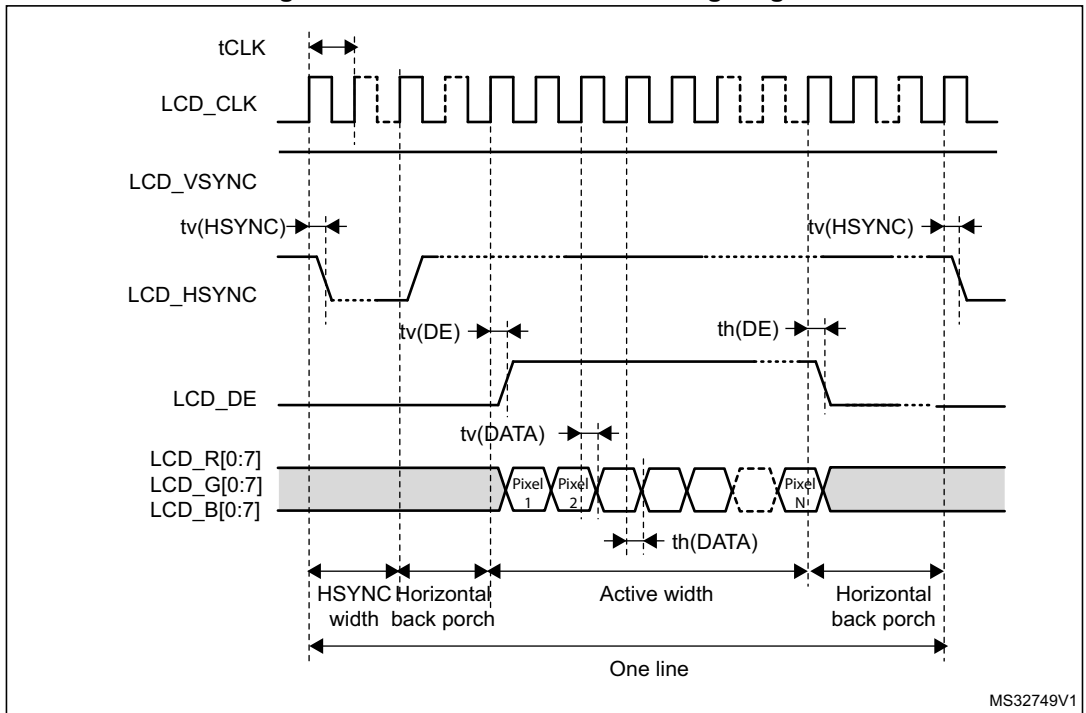 tCLK
LCD_CLK
LCD_VSYNC
tv(HSYNC)
tv(HSYNC)
LCD_HSYNC
tv(DE)
th(DE)
LCD_DE
tv(DATA)
LCD_R[0:7]
LCD_G[0:7]
LCD_B[0:7]
Pixel
1
Pixel
2
Pixel
N
th(DATA)
HSYNC
width
Horizontal
back porch
Active width
Horizontal
back porch
One line
MS32749V1